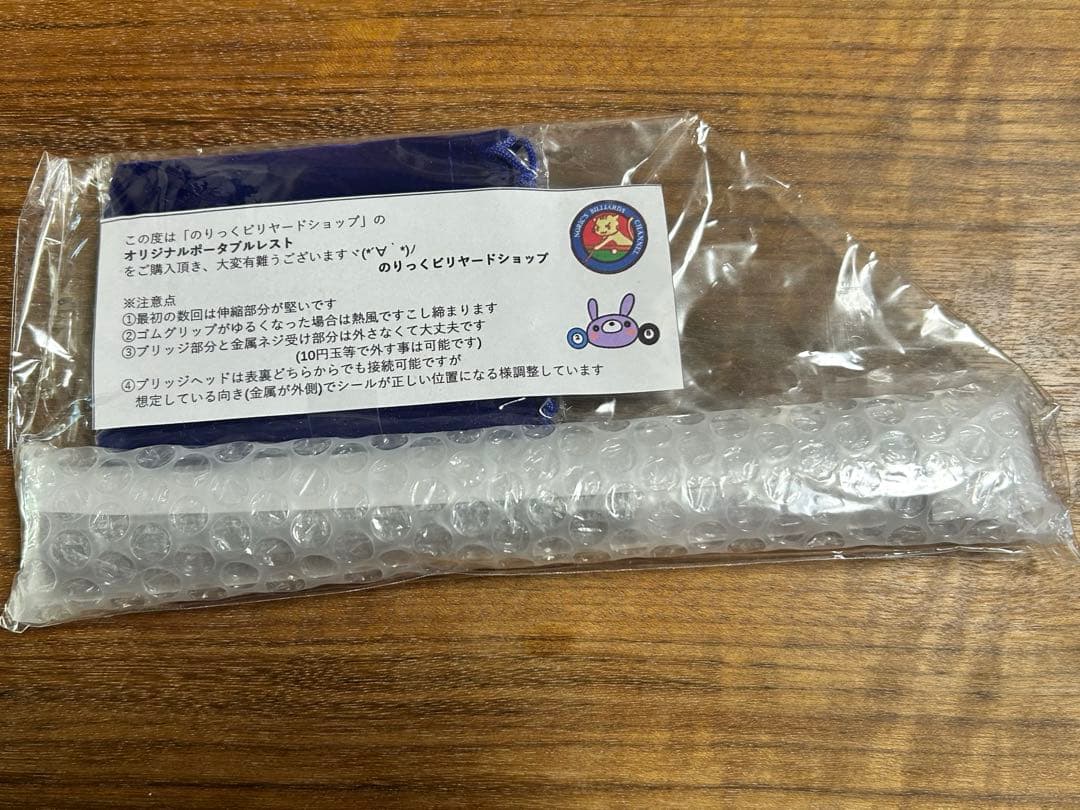 この度は「のりっくビリヤードショップ」の
オリジナルポータブルレスト
をご購入頂き、大変有難うございますヾ(*´∀｀*)ﾉ
のりっくビリヤードショップ
※注意点
①最初の数回は伸縮部分が堅いです
②ゴムグリップがゆるくなった場合は熱風ですこし締まります
③ブリッジ部分と金属ネジ受け部分は外さなくて大丈夫です
(10円玉等で外す事は可能です)
④ブリッジヘッドは表裏どちらからでも接続可能ですが
想定している向き(金属が外側)でシールが正しい位置になる様調整しています
NORIC'S BILLIARDS CHANNEL
8